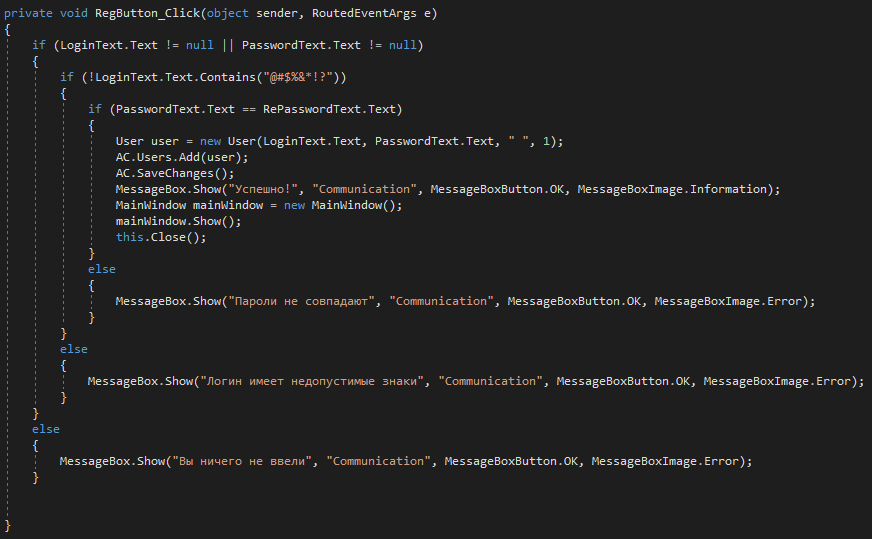 private void RegButton_Click(object sender, RoutedEventArgs e)
{
if (LoginText.Text != null || PasswordText.Text != null)
{
if (!LoginText.Text.Contains("@#$%&*!?"))
{
if (PasswordText.Text == RePasswordText.Text)
{
User user = new User(LoginText.Text, PasswordText.Text, " ", 1);
AC.Users.Add(user);
AC.SaveChanges();
MessageBox.Show("Успешно!", "Communication", MessageBoxButton.OK, MessageBoxImage.Information);
MainWindow mainWindow = new MainWindow();
mainWindow.Show();
this.Close();
}
else
{
MessageBox.Show("Пароли не совпадают", "Communication", MessageBoxButton.OK, MessageBoxImage.Error);
}
}
else
{
MessageBox.Show("Логин имеет недопустимые знаки", "Communication", MessageBoxButton.OK, MessageBoxImage.Error);
}
}
else
{
MessageBox.Show("Вы ничего не ввели", "Communication", MessageBoxButton.OK, MessageBoxImage.Error);
}
}